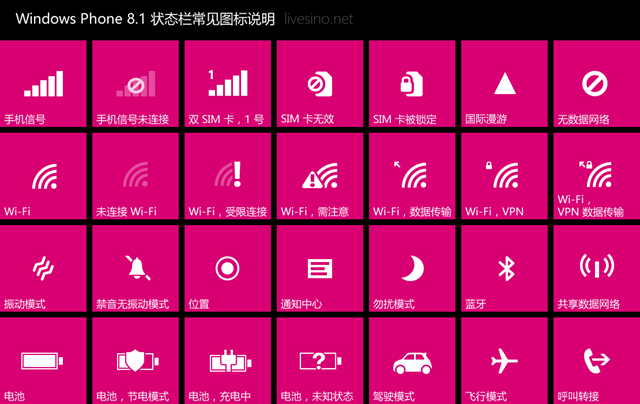 Windows Phone 8.1 状态栏常见图标说明 livesino.net
手机信号
手机信号未连接
1
双 SIM 卡，1 号
SIM 卡无效
SIM 卡被锁定
国际漫游
无数据网络
Wi-Fi
未连接 Wi-Fi
Wi-Fi，受限连接
Wi-Fi，需注意
Wi-Fi，数据传输
Wi-Fi，VPN
Wi-Fi，
VPN 数据传输
振动模式
禁音无振动模式
位置
通知中心
勿扰模式
蓝牙
共享数据网络
电池
电池，节电模式
电池，充电中
?
电池，未知状态
驾驶模式
飞行模式
呼叫转接